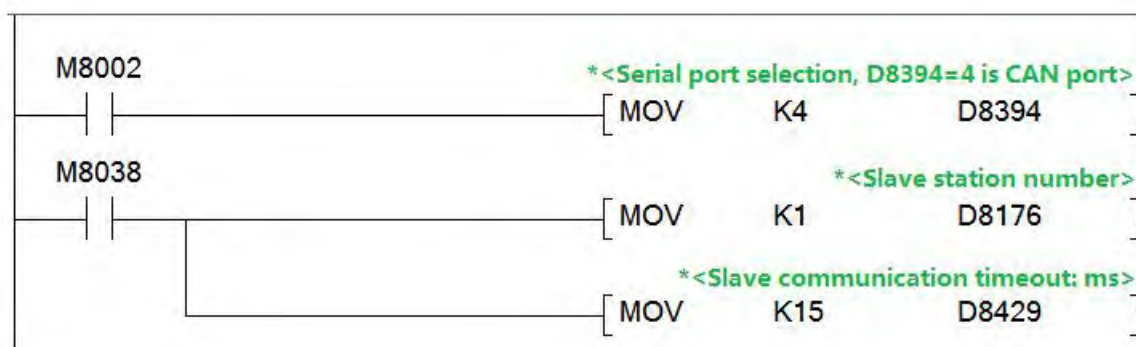 M8002
*<Serial port selection, D8394=4 is CAN port>
MOV K4 D8394
M8038
*<Slave station number>
MOV K1 D8176
*<Slave communication timeout: ms>
MOV K15 D8429